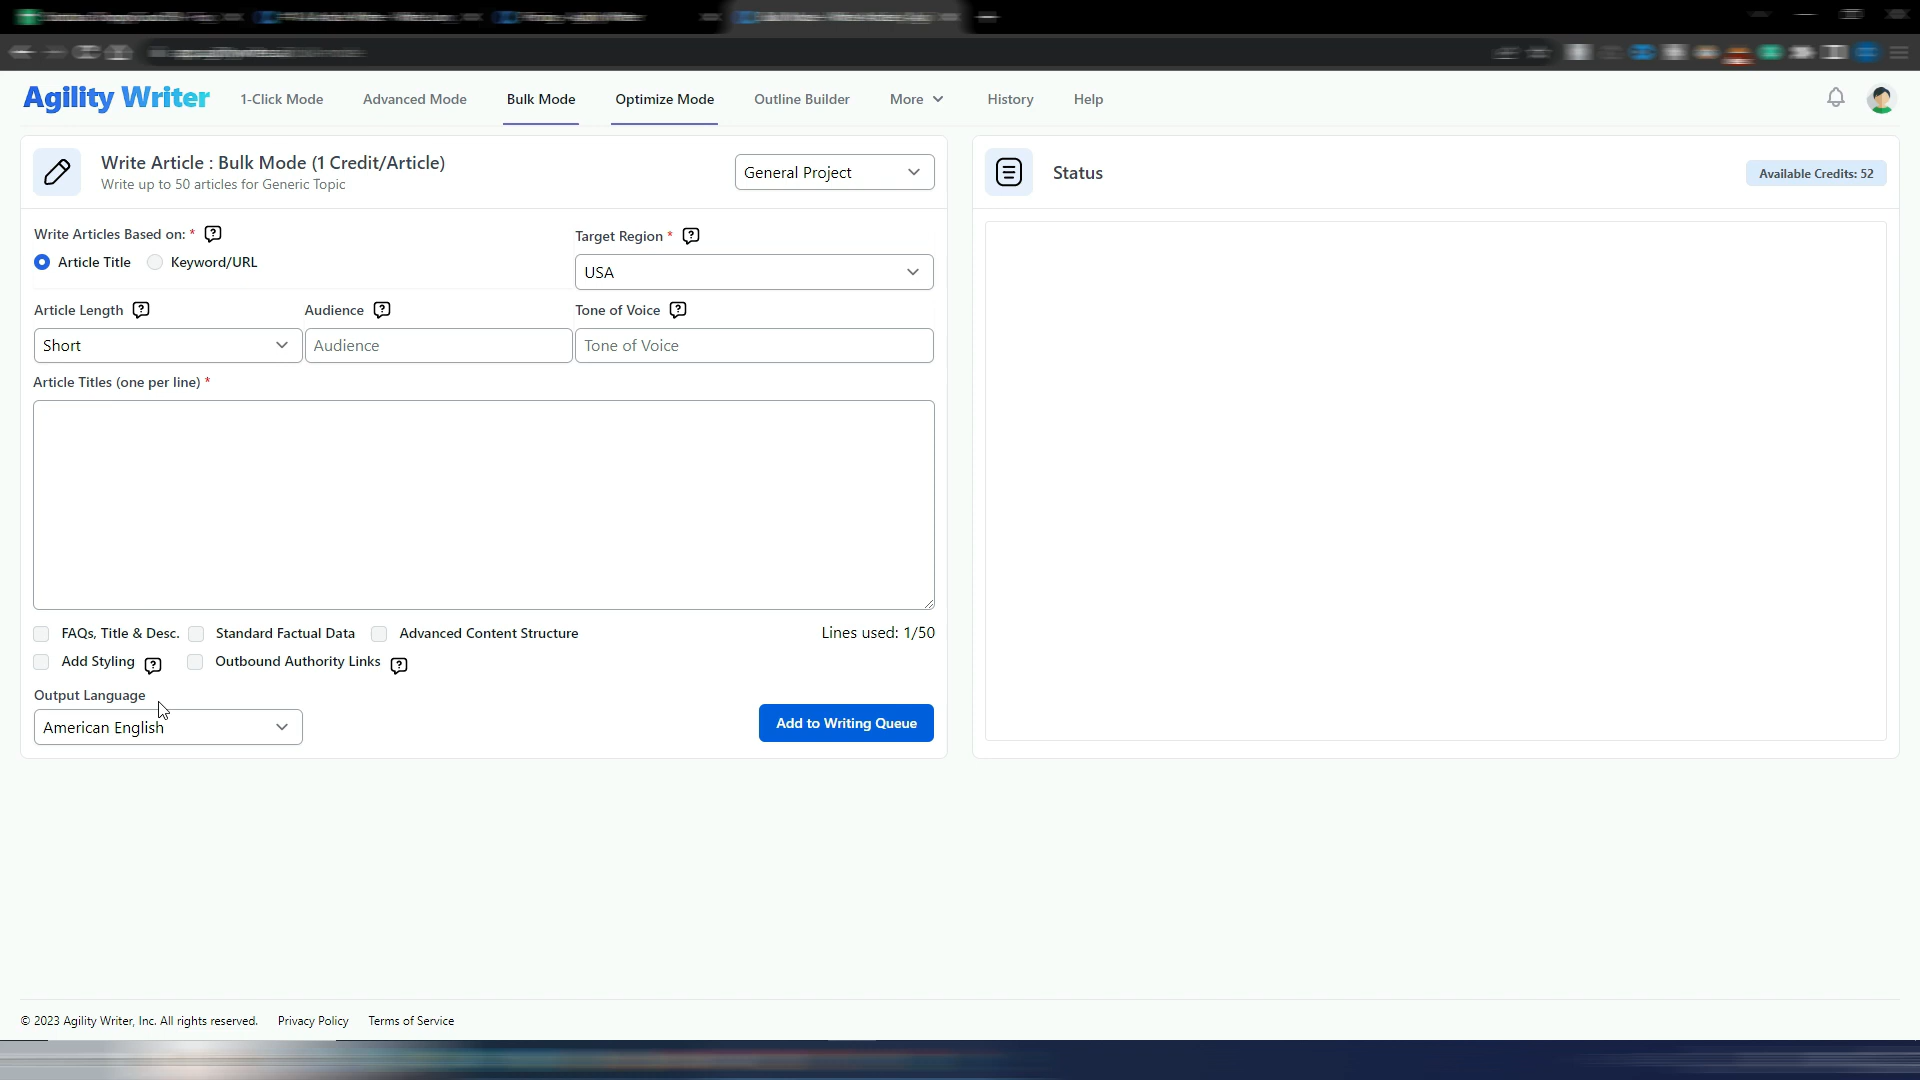 Agility Writer
1-Click Mode
Advanced Mode
Bulk Mode
Optimize Mode
Outline Builder
More
History
Help
Write Article : Bulk Mode (1 Credit/Article)
Write up to 50 articles for Generic Topic
General Project
Write Articles Based on: *
Article Title
Keyword/URL
Target Region *
USA
Article Length
Short
Audience
Audience
Tone of Voice
Tone of Voice
Article Titles (one per line) *
FAQs, Title & Desc.
Standard Factual Data
Advanced Content Structure
Lines used: 1/50
Add Styling
Outbound Authority Links
Output Language
American English
Add to Writing Queue
Status
Available Credits: 52
© 2023 Agility Writer, Inc. All rights reserved.
Privacy Policy
Terms of Service